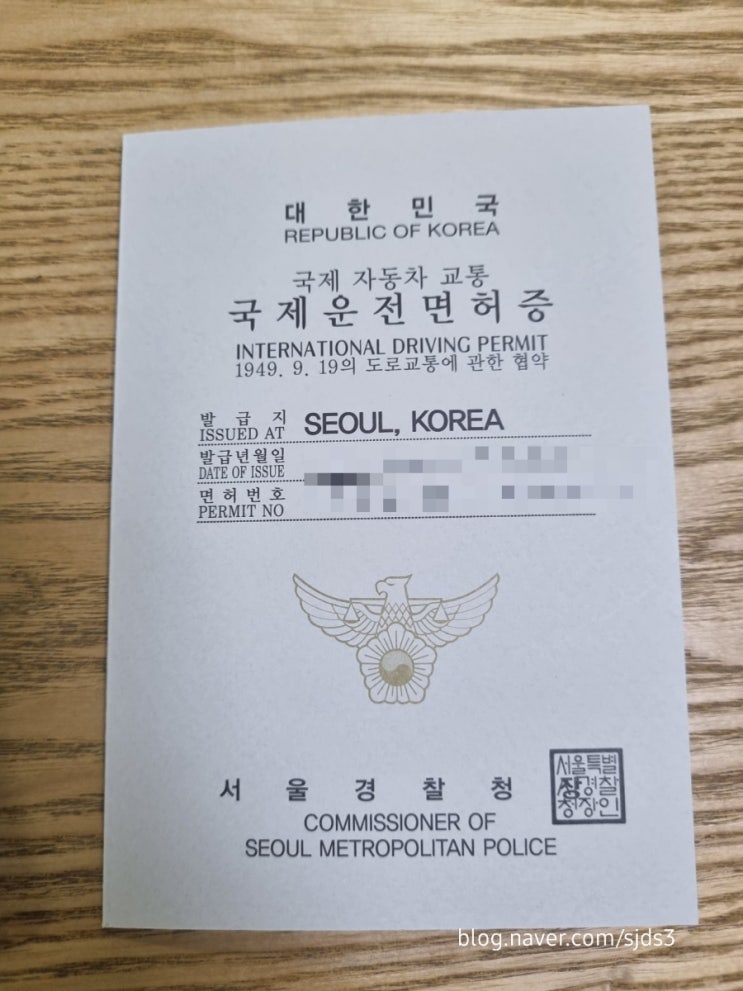 대 한 민 국
REPUBLIC OF KOREA
국제 자동차 교통
국제운전면허증
INTERNATIONAL DRIVING PERMIT
1949. 9. 19의 도로교통에 관한 협약
발 급 지
ISSUED AT SEOUL, KOREA
발급년월일
DATE OF ISSUE
면허번호
PERMIT NO
서 울 경 찰 청
COMMISSIONER OF
SEOUL METROPOLITAN POLICE
서울특별
경찰
청장인
blog.naver.com/sjds3